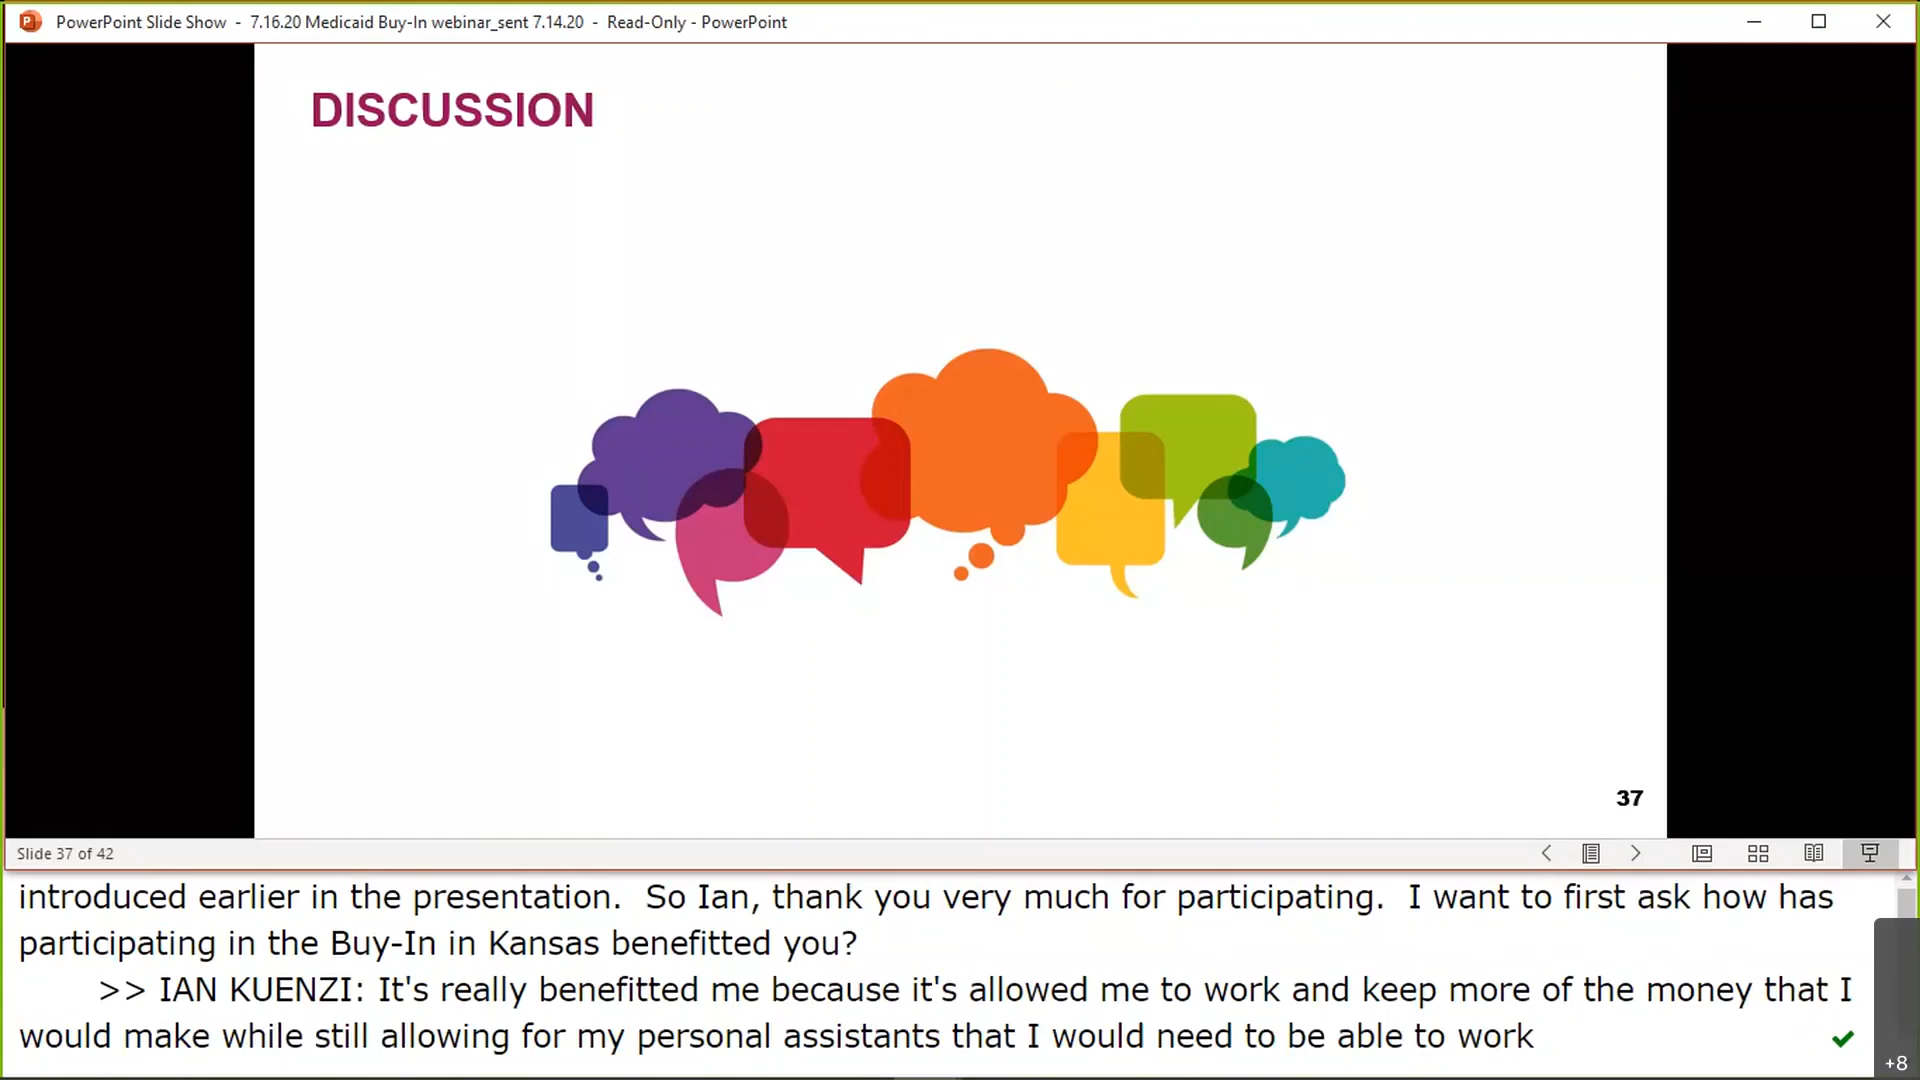 PowerPoint Slide Show - 7.16.20 Medicaid Buy-In webinar_sent 7.14.20 - Read-Only - PowerPoint
DISCUSSION
37
Slide 37 of 42
introduced earlier in the presentation.  So Ian, thank you very much for participating.  I want to first ask how has
participating in the Buy-In in Kansas benefitted you?
>> IAN KUENZI: It's really benefitted me because it's allowed me to work and keep more of the money that I
would make while still allowing for my personal assistants that I would need to be able to work
+8